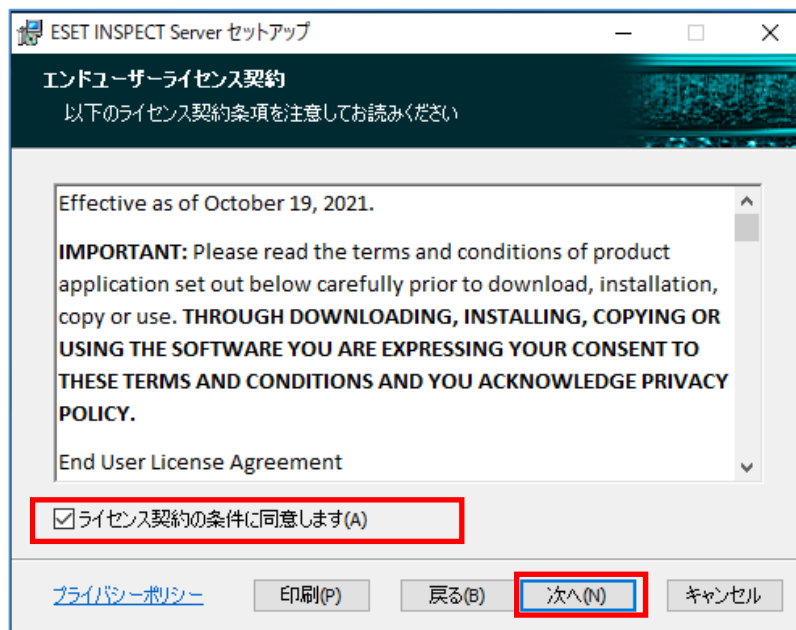 ESET INSPECT Server セットアップ
エンドユーザーライセンス契約
以下のライセンス契約条項を注意してお読みください
Effective as of October 19, 2021.
IMPORTANT: Please read the terms and conditions of product
application set out below carefully prior to download, installation,
copy or use. THROUGH DOWNLOADING, INSTALLING, COPYING OR
USING THE SOFTWARE YOU ARE EXPRESSING YOUR CONSENT TO
THESE TERMS AND CONDITIONS AND YOU ACKNOWLEDGE PRIVACY
POLICY.
End User License Agreement
ライセンス契約の条件に同意します(A)
プライバシーポリシー 印刷(P) 戻る(B) 次へ(N) キャンセル